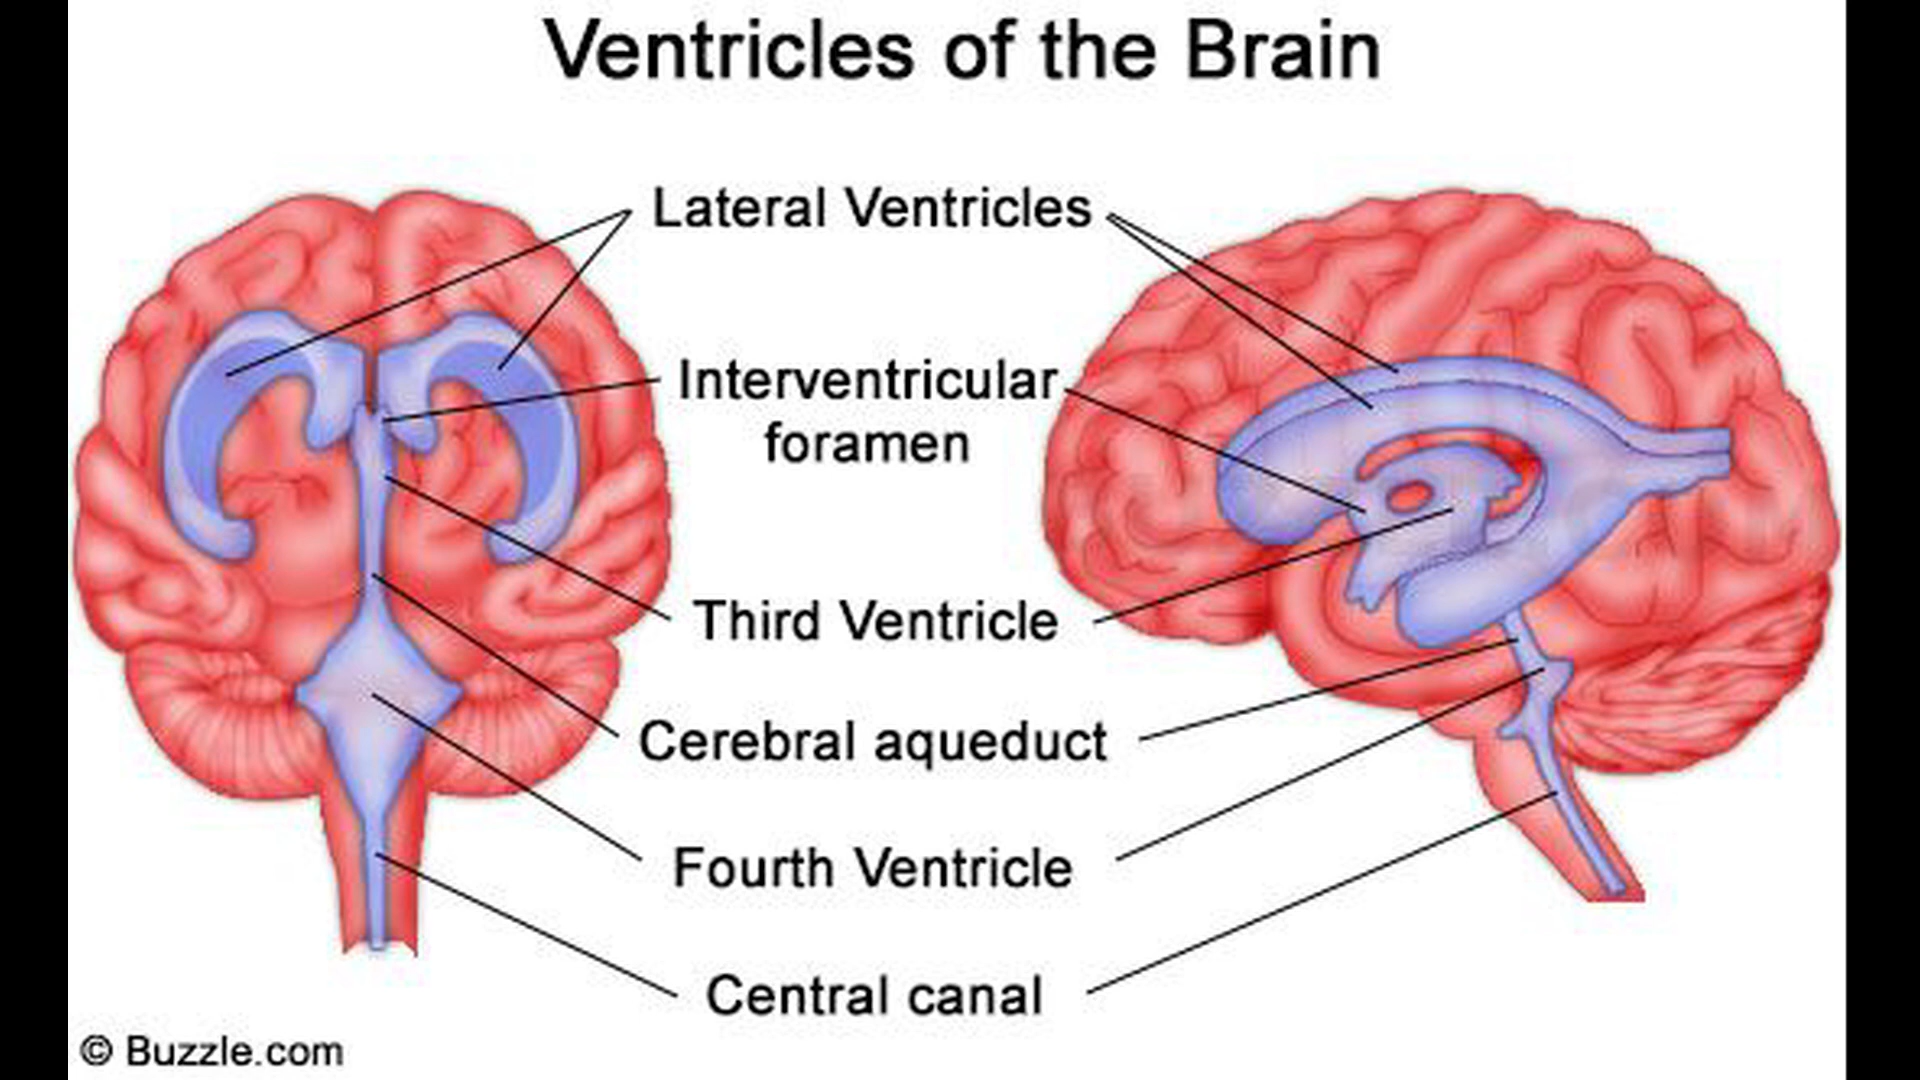 Ventricles of the Brain
Lateral Ventricles
Interventricular
foramen
Third Ventricle
Cerebral aqueduct
Fourth Ventricle
Central canal
© Buzzle.com